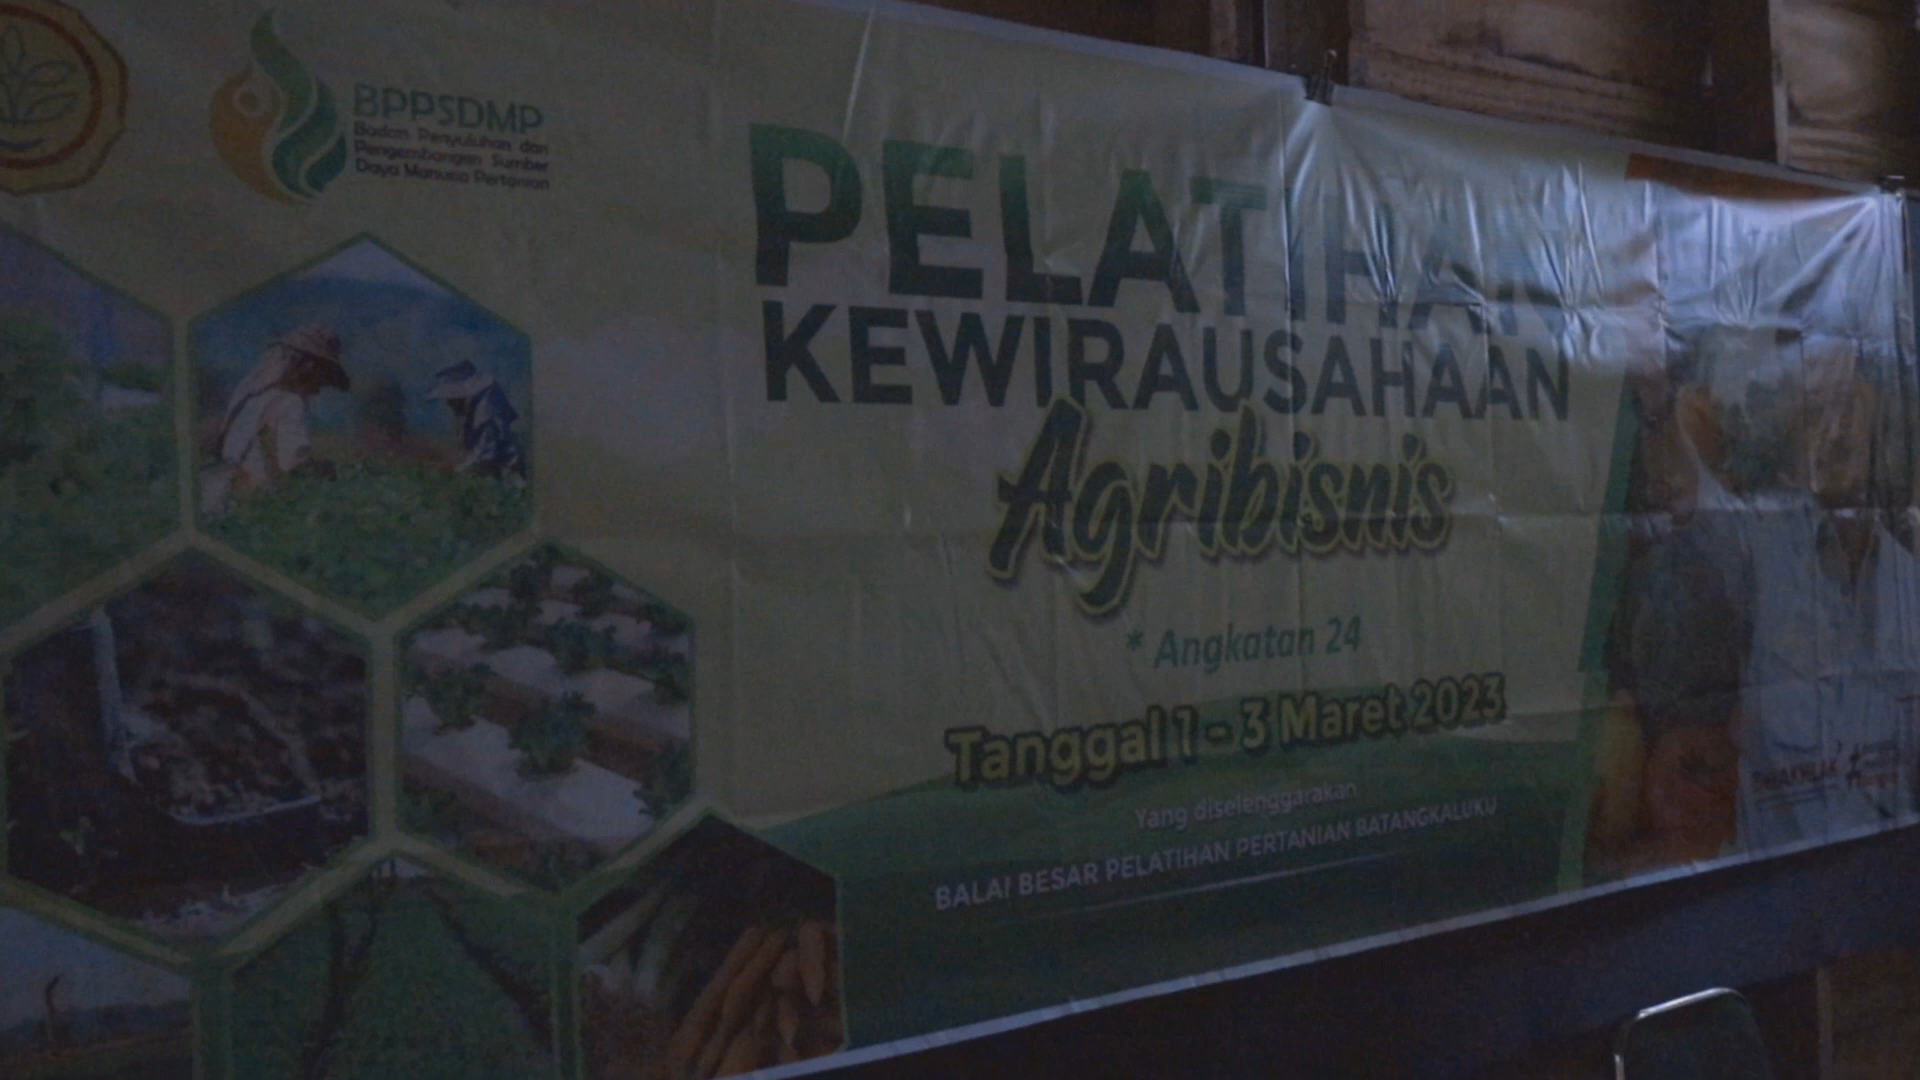 BPPSDMP
Badan Penyuluhan dan
Pengembangan Sumber
Daya Manusia Pertanian
PELATIHAN
KEWIRAUSAHAAN
Agribisnis
* Angkatan 24
Tanggal 1 - 3 Maret 2023
Yang diselenggarakan
BALAI BESAR PELATIHAN PERTANIAN BATANGKALUKU